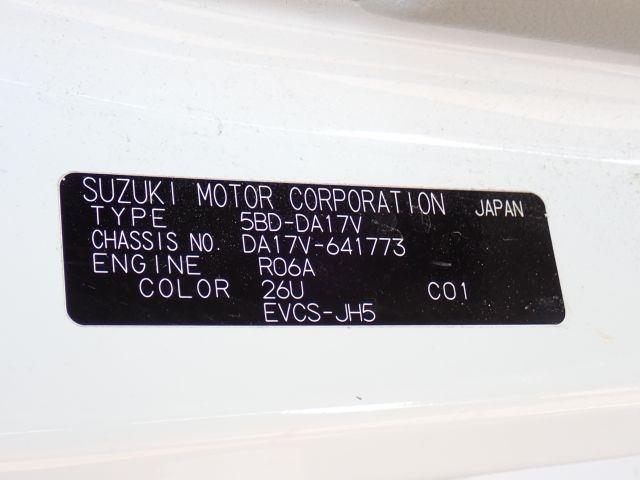 SUZUKI MOTOR CORPORATION JAPAN
TYPE 5BD-DA17V
CHASSIS NO. DA17V-641773
ENGINE R06A
COLOR 26U C01
EVCS-JH5